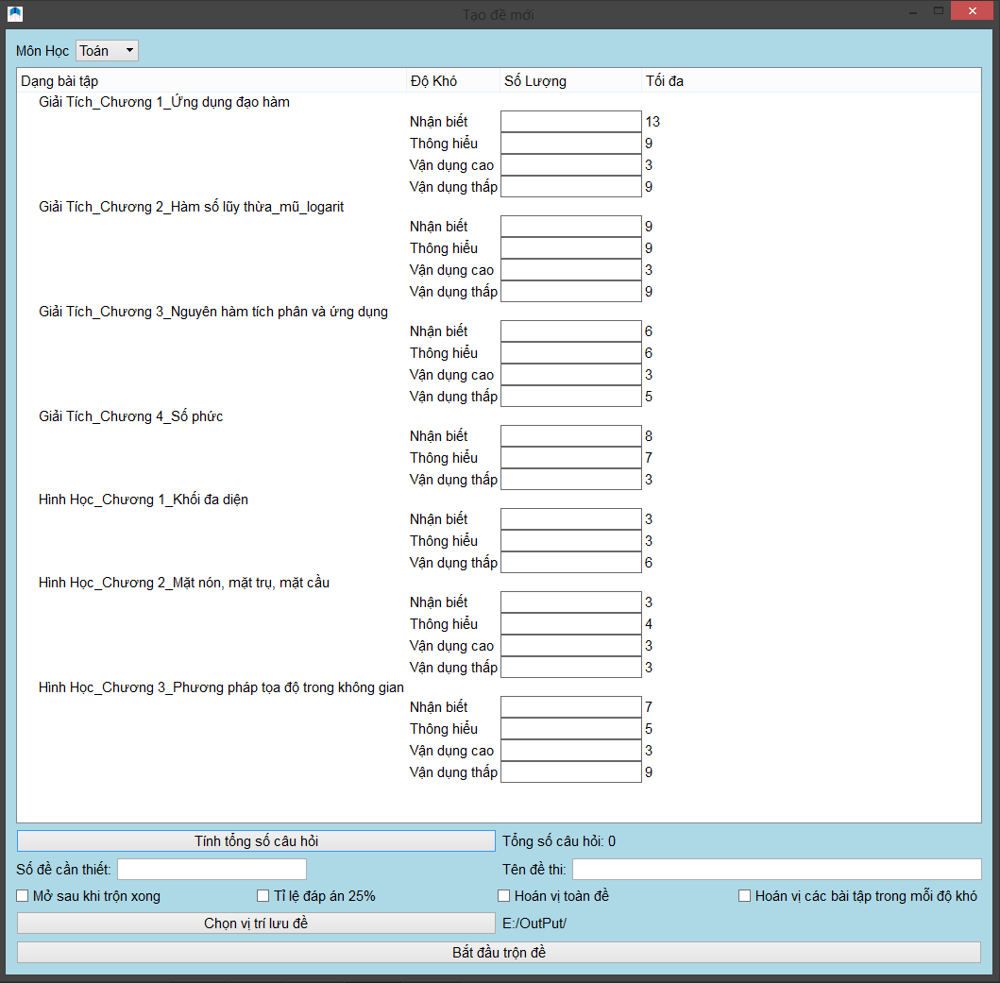 Tạo đề mới
Môn Học Toán
Dạng bài tập Độ Khó Số Lượng Tối đa
Giải Tích_Chương 1_Ứng dụng đạo hàm
Nhận biết 13
Thông hiểu 9
Vận dụng cao 3
Vận dụng thấp 9
Giải Tích_Chương 2_Hàm số lũy thừa_mũ_logarit
Nhận biết 9
Thông hiểu 9
Vận dụng cao 3
Vận dụng thấp 9
Giải Tích_Chương 3_Nguyên hàm tích phân và ứng dụng
Nhận biết 6
Thông hiểu 6
Vận dụng cao 3
Vận dụng thấp 5
Giải Tích_Chương 4_Số phức
Nhận biết 8
Thông hiểu 7
Vận dụng thấp 3
Hình Học_Chương 1_Khối đa diện
Nhận biết 3
Thông hiểu 3
Vận dụng thấp 6
Hình Học_Chương 2_Mặt nón, mặt trụ, mặt cầu
Nhận biết 3
Thông hiểu 4
Vận dụng cao 3
Vận dụng thấp 3
Hình Học_Chương 3_Phương pháp tọa độ trong không gian
Nhận biết 7
Thông hiểu 5
Vận dụng cao 3
Vận dụng thấp 9
Tính tổng số câu hỏi Tổng số câu hỏi: 0
Số đề cần thiết: Tên đề thi:
Mở sau khi trộn xong Tỉ lệ đáp án 25% Hoán vị toàn đề Hoán vị các bài tập trong mỗi độ khó
Chọn vị trí lưu đề E:/OutPut/
Bắt đầu trộn đề